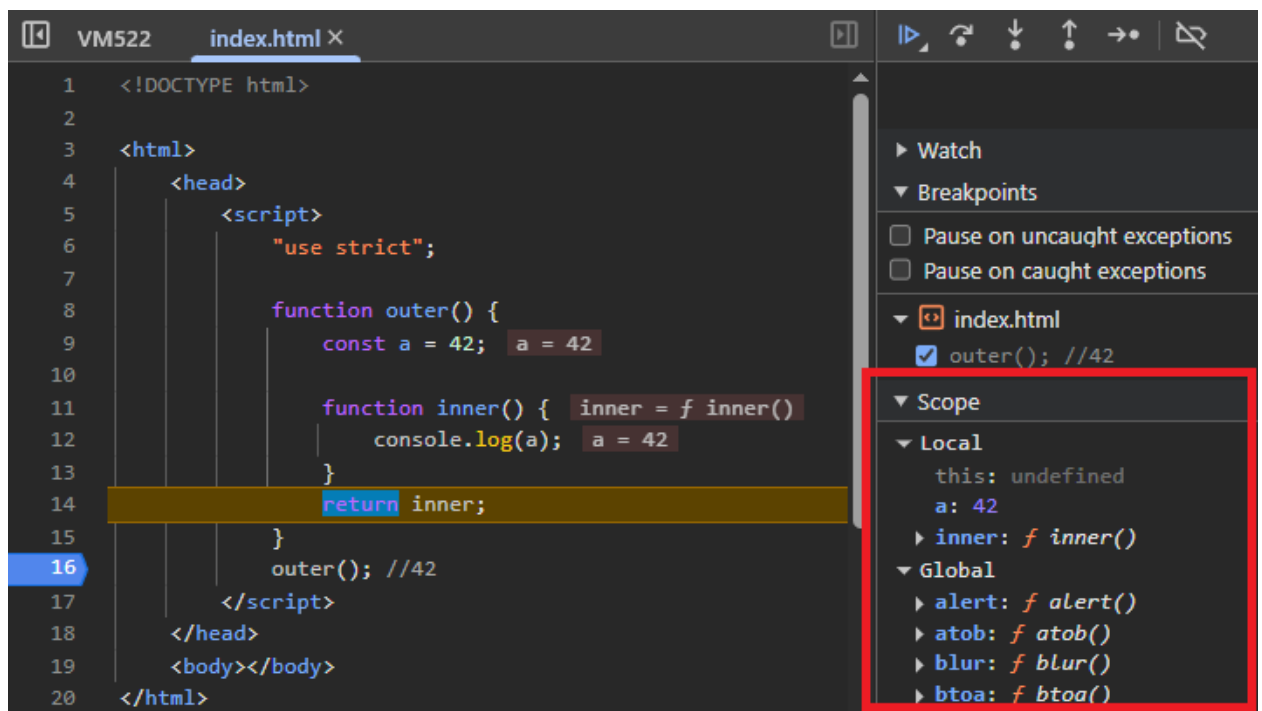 VM522 index.html ×
1 <!DOCTYPE html>
2
3 <html>
4 <head>
5 <script>
6 "use strict";
7
8 function outer() {
9 const a = 42; a = 42
10
11 function inner() { inner = ƒ inner()
12 console.log(a); a = 42
13 }
14 return inner;
15 }
16 outer(); //42
17 </script>
18 </head>
19 <body></body>
20 </html>
Watch
Breakpoints
Pause on uncaught exceptions
Pause on caught exceptions
index.html
outer(); //42
Scope
Local
this: undefined
a: 42
inner: ƒ inner()
Global
alert: ƒ alert()
atob: ƒ atob()
blur: ƒ blur()
btoa: ƒ btoa()